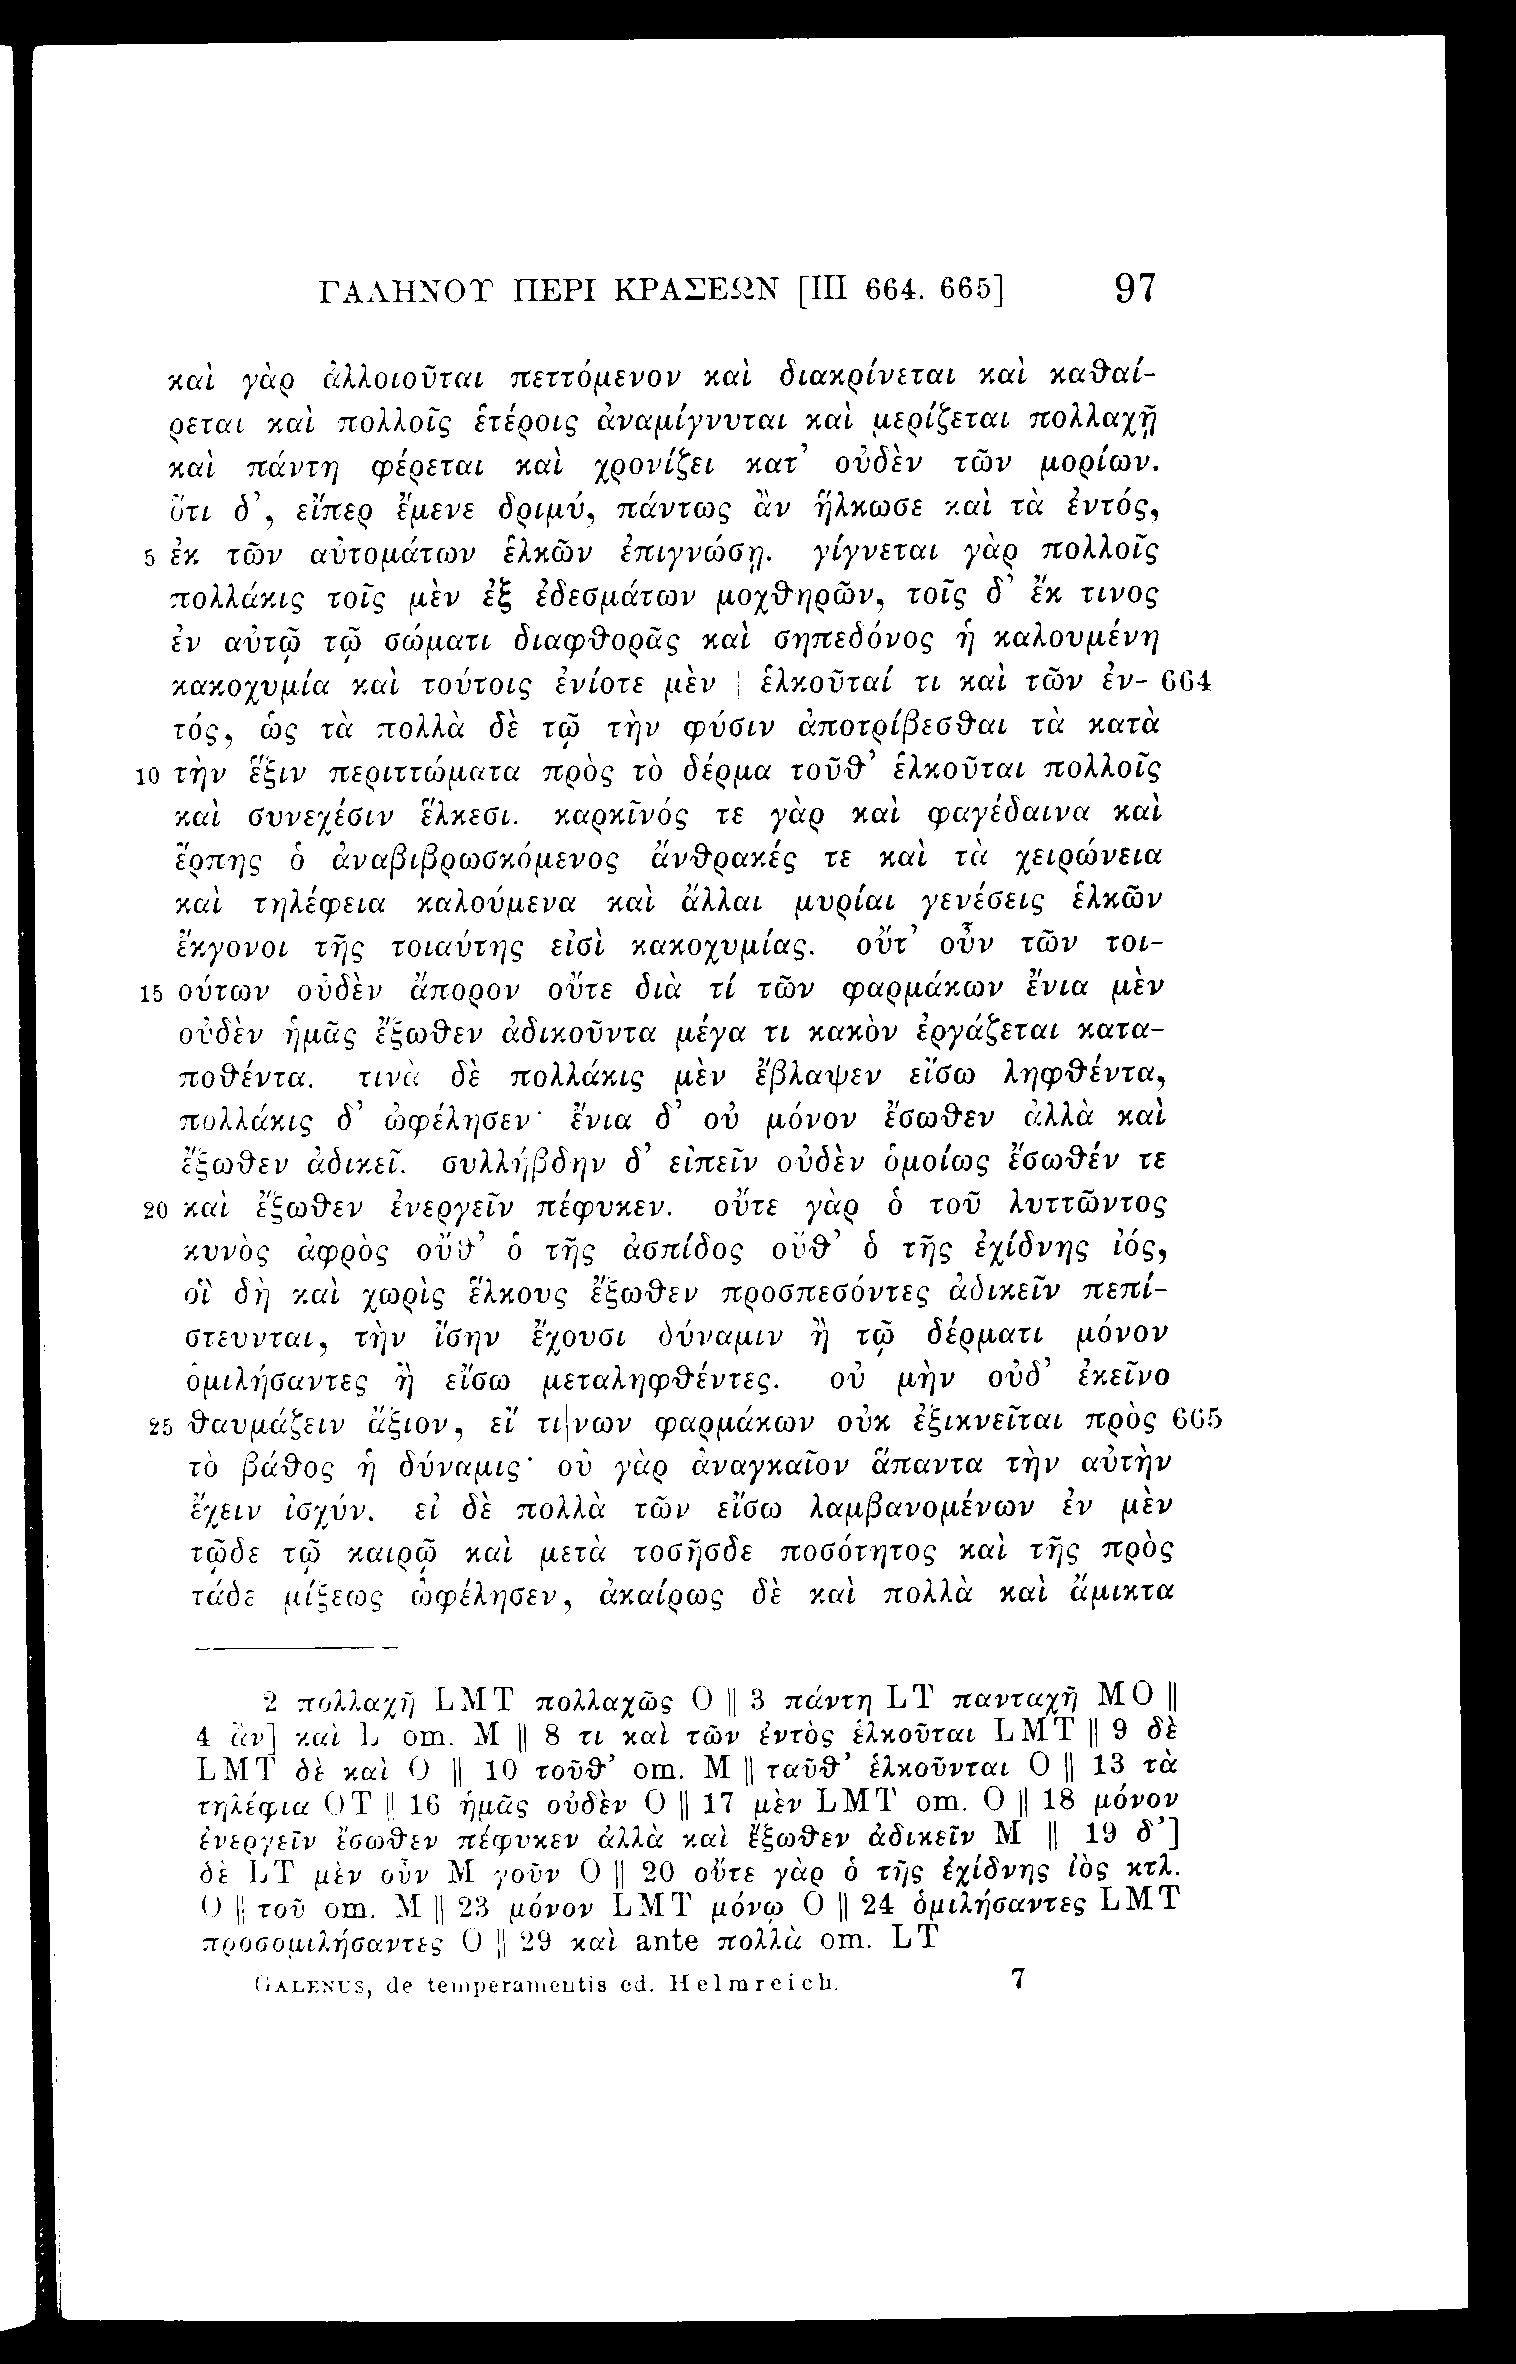 ΓΑΛΗΝΟΥ ΠΕΡΙ ΚΡΑΣΕΩΝ [III 664. 665] 97
καὶ γὰρ ἀλλοιοῦται πεττόμενον καὶ διακρίνεται καὶ καθαί-
ρεται καὶ πολλοῖς ἑτέροις ἀναμίγνυται καὶ μερίζεται πολλαχῇ
καὶ πάντη φέρεται καὶ χρονίζει κατ’ οὐδὲν τῶν μορίων.
ὅτι δ’, εἴπερ ἔμενε δριμύ, πάντως ἂν ἥλκωσε καὶ τὰ ἐντός,
5 ἐκ τῶν αὐτομάτων ἑλκῶν ἐπιγνώσῃ. γίγνεται γὰρ πολλοῖς
πολλάκις τοῖς μὲν ἐξ ἐδεσμάτων μοχθηρῶν, τοῖς δ’ ἔκ τινος
ἐν αὐτῷ τῷ σώματι διαφθορᾶς καὶ σηπεδόνος ἡ καλουμένη
κακοχυμία καὶ τούτοις ἐνίοτε μὲν | ἑλκοῦταί τι καὶ τῶν ἐν- 664
τός, ὡς τὰ πολλὰ δὲ τῷ τὴν φύσιν ἀποτρίβεσθαι τὰ κατὰ
10 τὴν ἕξιν περιττώματα πρὸς τὸ δέρμα τοῦθ’ ἑλκοῦται πολλοῖς
καὶ συνεχέσιν ἕλκεσι. καρκῖνός τε γὰρ καὶ φαγέδαινα καὶ
ἕρπης ὁ ἀναβιβρωσκόμενος ἄνθρακές τε καὶ τὰ χειρώνεια
καὶ τηλέφεια καλούμενα καὶ ἄλλαι μυρίαι γενέσεις ἑλκῶν
ἔκγονοι τῆς τοιαύτης εἰσὶ κακοχυμίας. οὔτ’ οὖν τῶν τοι-
15 ούτων οὐδὲν ἄπορον οὔτε διὰ τί τῶν φαρμάκων ἔνια μὲν
οὐδὲν ἡμᾶς ἔξωθεν ἀδικοῦντα μέγα τι κακὸν ἐργάζεται κατα-
ποθέντα. τινὰ δὲ πολλάκις μὲν ἔβλαψεν εἴσω ληφθέντα,
πολλάκις δ’ ὠφέλησεν· ἔνια δ’ οὐ μόνον ἔσωθεν ἀλλὰ καὶ
ἔξωθεν ἀδικεῖ. συλλήβδην δ’ εἰπεῖν οὐδὲν ὁμοίως ἔσωθέν τε
20 καὶ ἔξωθεν ἐνεργεῖν πέφυκεν. οὔτε γὰρ ὁ τοῦ λυττῶντος
κυνὸς ἀφρὸς οὔθ’ ὁ τῆς ἀσπίδος οὔθ’ ὁ τῆς ἐχίδνης ἰός,
οἳ δὴ καὶ χωρὶς ἕλκους ἔξωθεν προσπεσόντες ἀδικεῖν πεπί-
στευνται, τὴν ἴσην ἔχουσι δύναμιν ἢ τῷ δέρματι μόνον
ὁμιλήσαντες ἢ εἴσω μεταληφθέντες. οὐ μὴν οὐδ’ ἐκεῖνο
25 θαυμάζειν ἄξιον, εἴ τι|νων φαρμάκων οὐκ ἐξικνεῖται πρὸς 665
τὸ βάθος ἡ δύναμις· οὐ γὰρ ἀναγκαῖον ἅπαντα τὴν αὐτὴν
ἔχειν ἰσχύν. εἰ δὲ πολλὰ τῶν εἴσω λαμβανομένων ἐν μὲν
τῷδε τῷ καιρῷ καὶ μετὰ τοσῆσδε ποσότητος καὶ τῆς πρὸς
τάδε μίξεως ὠφέλησεν, ἀκαίρως δὲ καὶ πολλὰ καὶ ἄμικτα
2 πολλαχῇ LMT πολλαχῶς O || 3 πάντη LT πανταχῇ MO ||
4 ἂν] καὶ L om. M || 8 τι καὶ τῶν ἐντὸς ἑλκοῦται LMT || 9 δὲ
LMT δὲ καὶ O || 10 τοῦθ’ om. M || ταῦθ’ ἑλκοῦνται O || 13 τὰ
τηλέφια OT || 16 ἡμᾶς οὐδὲν O || 17 μὲν LMT om. O || 18 μόνον
ἐνεργεῖν ἔσωθεν πέφυκεν ἀλλὰ καὶ ἔξωθεν ἀδικεῖν M || 19 δ’]
δὲ LT μὲν οὖν M γοῦν O || 20 οὔτε γὰρ ὁ τῆς ἐχίδνης ἰὸς κτλ.
O || τοῦ om. M || 23 μόνον LMT μόνῳ O || 24 ὁμιλήσαντες LMT
προσομιλήσαντες O || 29 καὶ ante πολλὰ om. LT
GALENUS, de temperamentis ed. Helmreich. 7